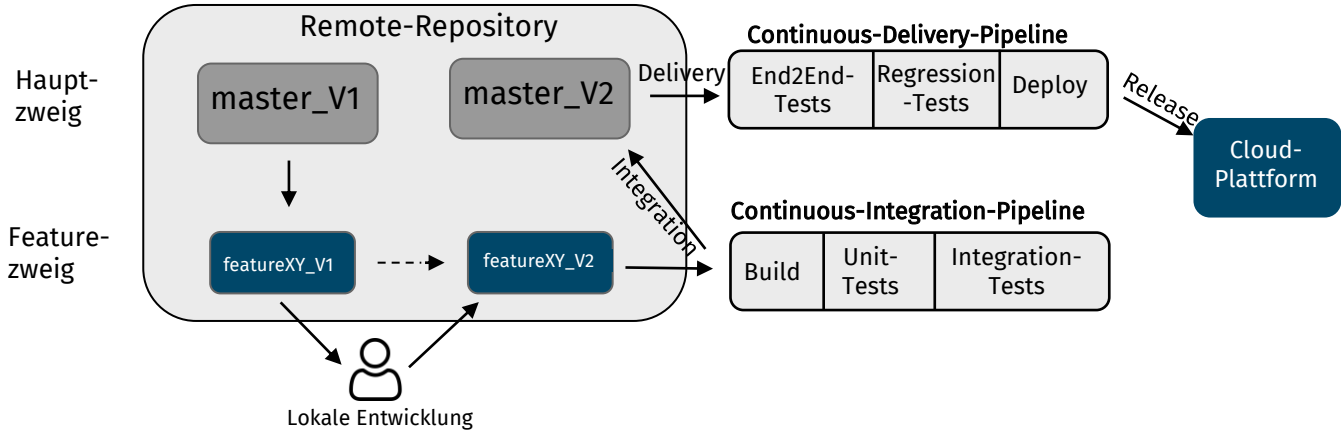 Remote-Repository
Haupt-
zweig
master_V1
master_V2
Delivery
Continuous-Delivery-Pipeline
End2End-
Tests
Regression
-Tests
Deploy
Release
Cloud-
Plattform
Integration
Feature-
zweig
featureXY_V1
featureXY_V2
Continuous-Integration-Pipeline
Build
Unit-
Tests
Integration-
Tests
Lokale Entwicklung